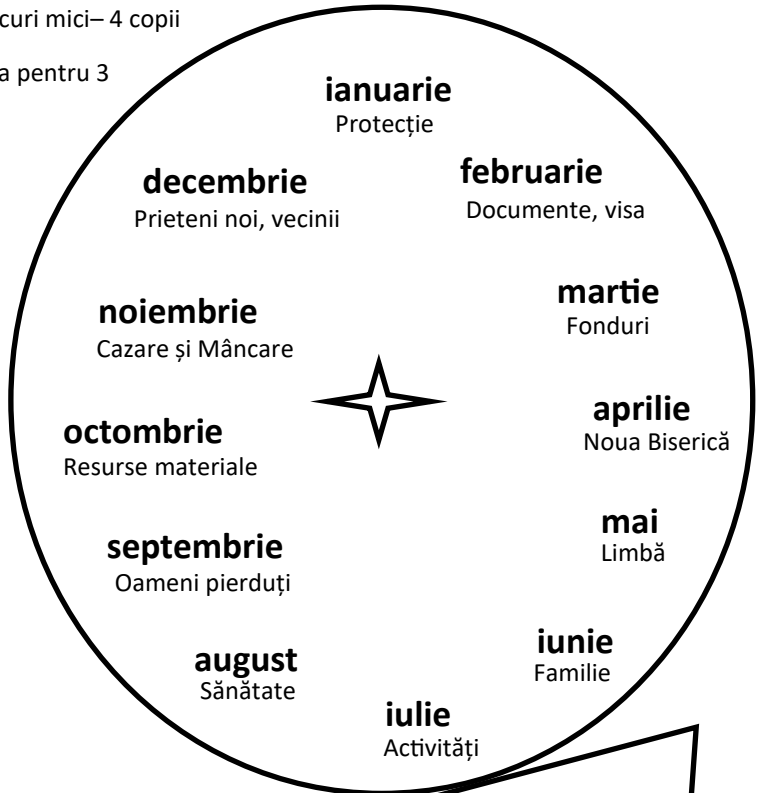 curi mici– 4 copii
a pentru 3
ianuarie
Protecție
februarie
Documente, visa
martie
Fonduri
aprilie
Noua Biserică
mai
Limbă
iunie
Familie
iulie
Activități
august
Sănătate
septembrie
Oameni pierduți
octombrie
Resurse materiale
noiembrie
Cazare și Mâncare
decembrie
Prieteni noi, vecinii